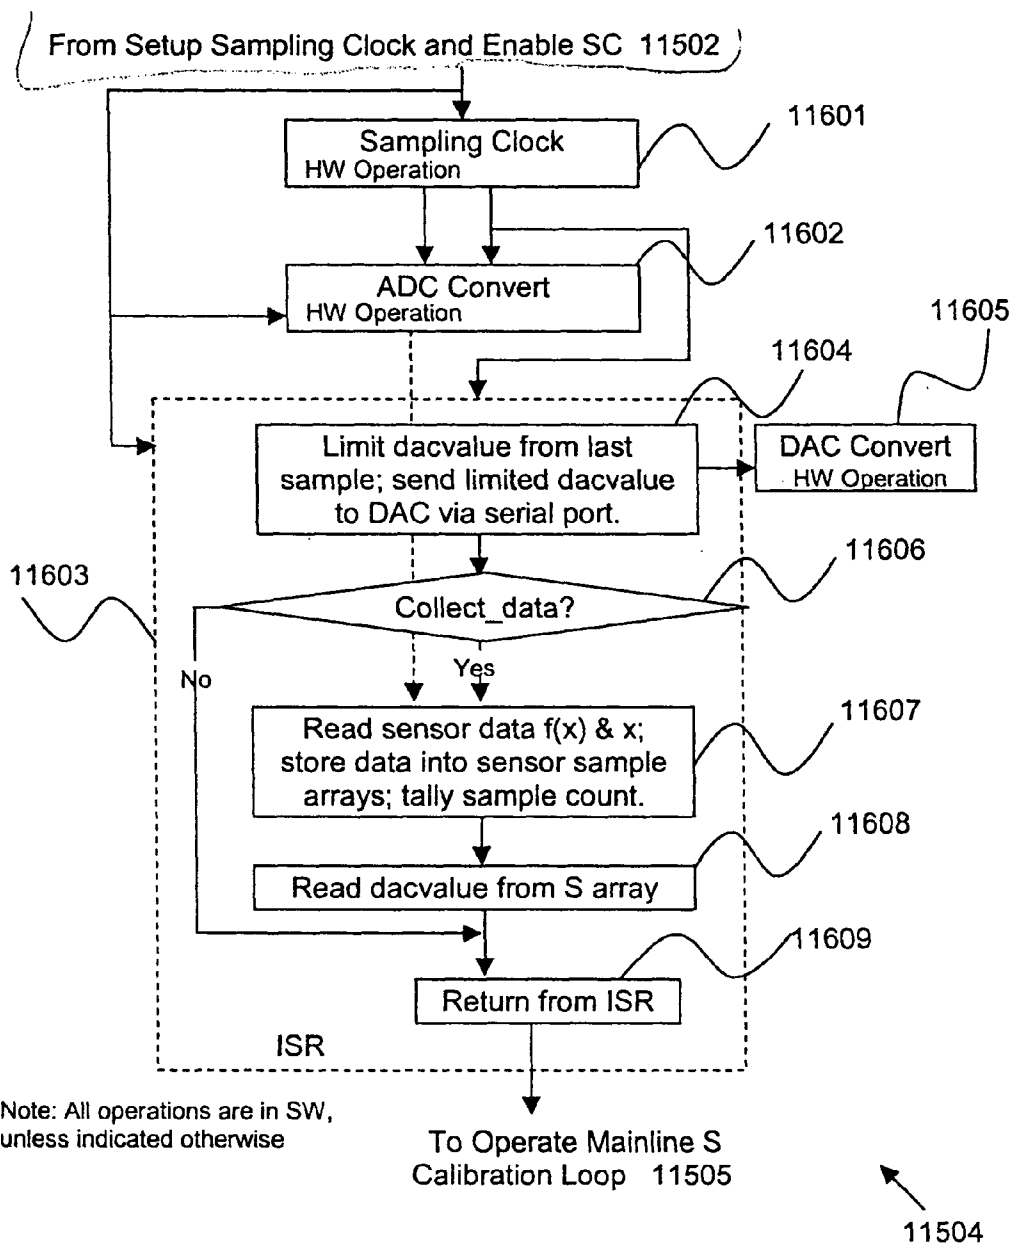 From Setup Sampling Clock and Enable SC 11502
11601
Sampling Clock
HW Operation
11602
ADC Convert
HW Operation
11605
11604
Limit dacvalue from last
sample; send limited dacvalue
to DAC via serial port.
DAC Convert
HW Operation
11606
11603
Collect_data?
No
Yes
11607
Read sensor data f(x) & x;
store data into sensor sample
arrays; tally sample count.
11608
Read dacvalue from S array
11609
Return from ISR
ISR
Note: All operations are in SW,
unless indicated otherwise
To Operate Mainline S
Calibration Loop 11505
11504